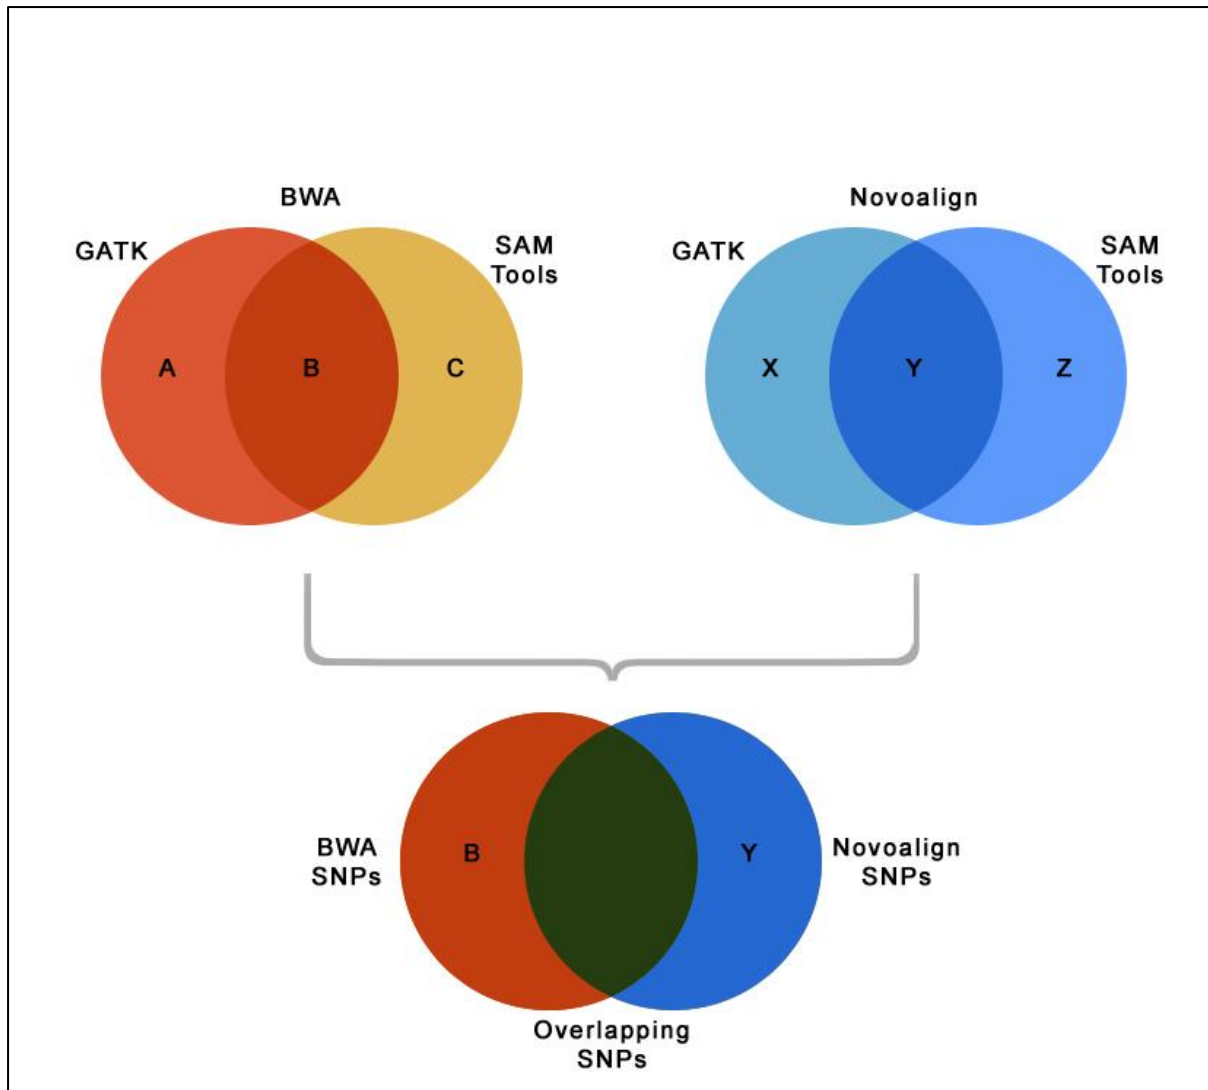 BWA
GATK
SAM
Tools
A
B
C
Novoalign
GATK
SAM
Tools
X
Y
Z
BWA
SNPs
B
Y
Novoalign
SNPs
Overlapping
SNPs